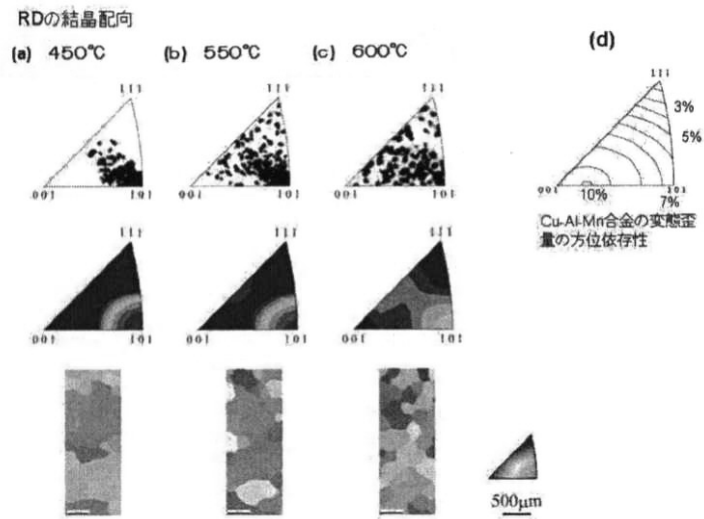 RDの結晶配向
(a) 450℃ (b) 550℃ (c) 600℃ (d)
111 111 111 111
3%
5%
001 101 001 101 001 101 001 101
10% 7%
Cu-Al-Mn合金の変態歪
量の方位依存性
111 111 111
001 101 001 101 001 101
500μm